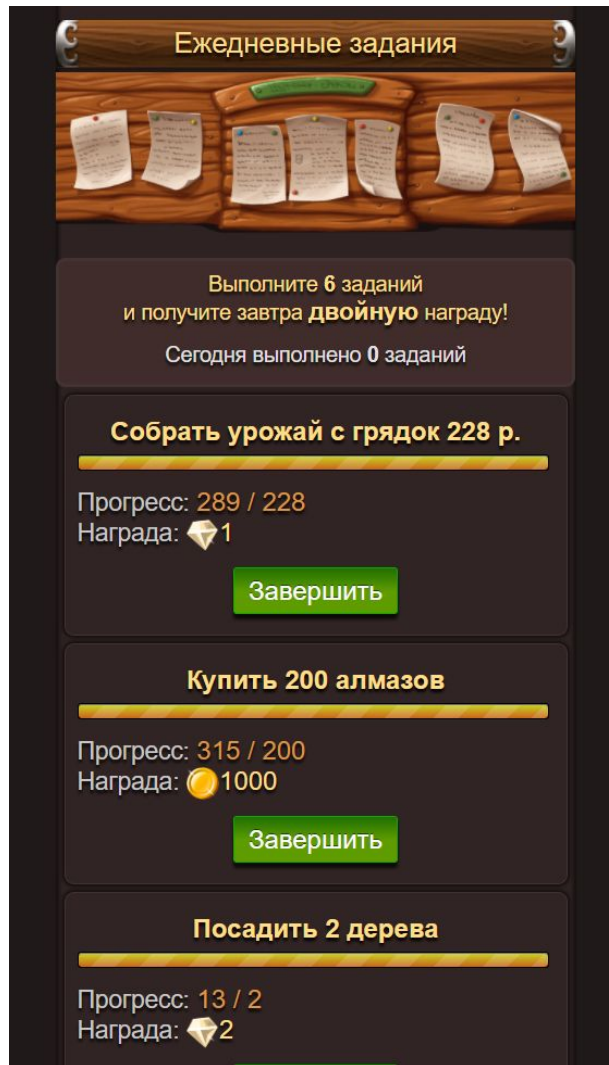 Ежедневные задания
Выполните 6 заданий
и получите завтра двойную награду!
Сегодня выполнено 0 заданий
Собрать урожай с грядок 228 р.
Прогресс: 289 / 228
Награда: 1
Завершить
Купить 200 алмазов
Прогресс: 315 / 200
Награда: 1000
Завершить
Посадить 2 дерева
Прогресс: 13 / 2
Награда: 2